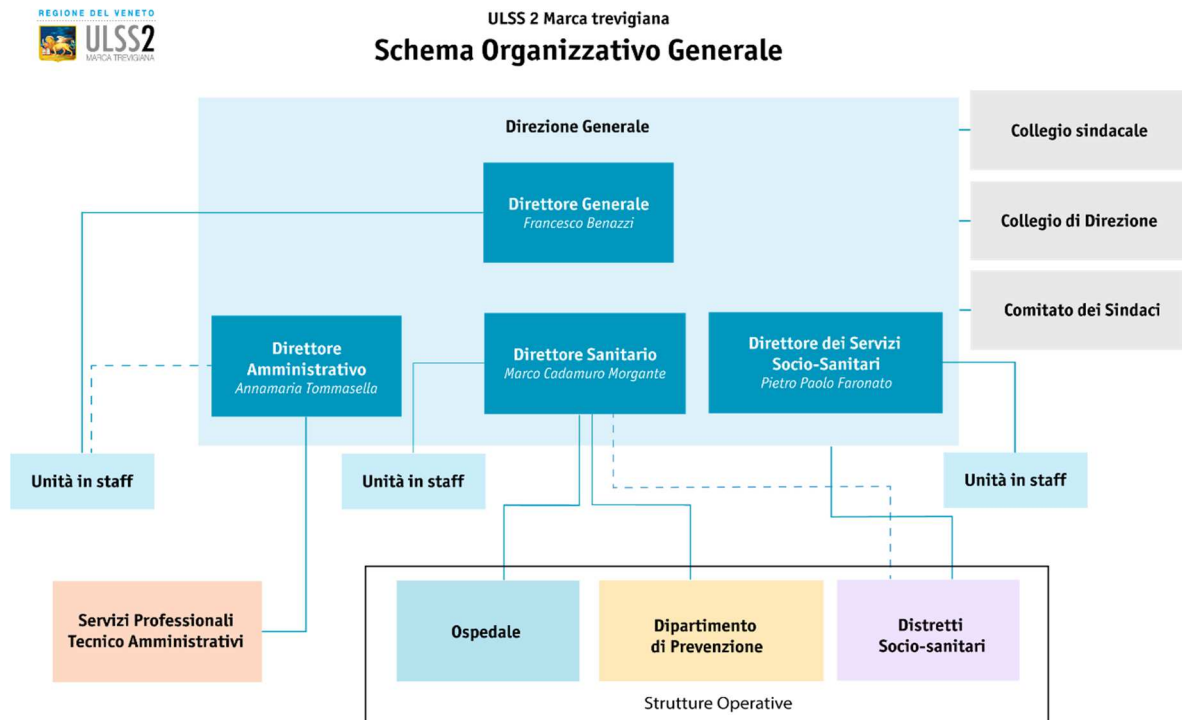 REGIONE DEL VENETO
ULSS2
MARCA TREVIGIANA
ULSS 2 Marca trevigiana
Schema Organizzativo Generale
Direzione Generale
Collegio sindacale
Direttore Generale
Francesco Benazzi
Collegio di Direzione
Comitato dei Sindaci
Direttore
Amministrativo
Annamaria Tommasella
Direttore Sanitario
Marco Cadamuro Morgante
Direttore dei Servizi
Socio-Sanitari
Pietro Paolo Faronato
Unità in staff
Unità in staff
Unità in staff
Servizi Professionali
Tecnico Amministrativi
Ospedale
Dipartimento
di Prevenzione
Distretti
Socio-sanitari
Strutture Operative